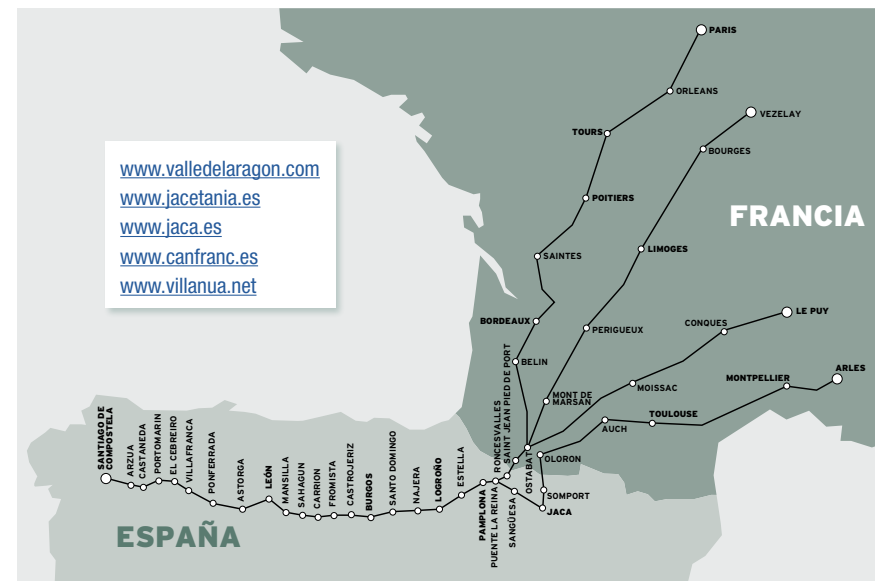 PARIS
ORLEANS
VEZELAY
TOURS
BOURGES
www.valledelaragon.com
www.jacetania.es
www.jaca.es
www.canfranc.es
www.villanua.net
POITIERS
FRANCIA
LIMOGES
SAINTES
LE PUY
CONQUES
BORDEAUX
PERIGUEUX
BELIN
ARLES
MONTPELLIER
MOISSAC
MONT DE
MARSAN
TOULOUSE
AUCH
SANTIAGO DE
COMPOSTELA
ARZUA
CASTANEDA
PORTOMARIN
EL CEBREIRO
VILLAFRANCA
PONFERRADA
ASTORGA
LEÓN
MANSILLA
SAHAGUN
CARRION
FROMISTA
CASTROJERIZ
BURGOS
SANTO DOMINGO
NAJERA
LOGROÑO
ESTELLA
PAMPLONA
PUENTE LA REINA
RONCESVALLES
SAINT JEAN PIED DE PORT
SANGÜESA
OSTABAT
OLORON
SOMPORT
JACA
ESPAÑA